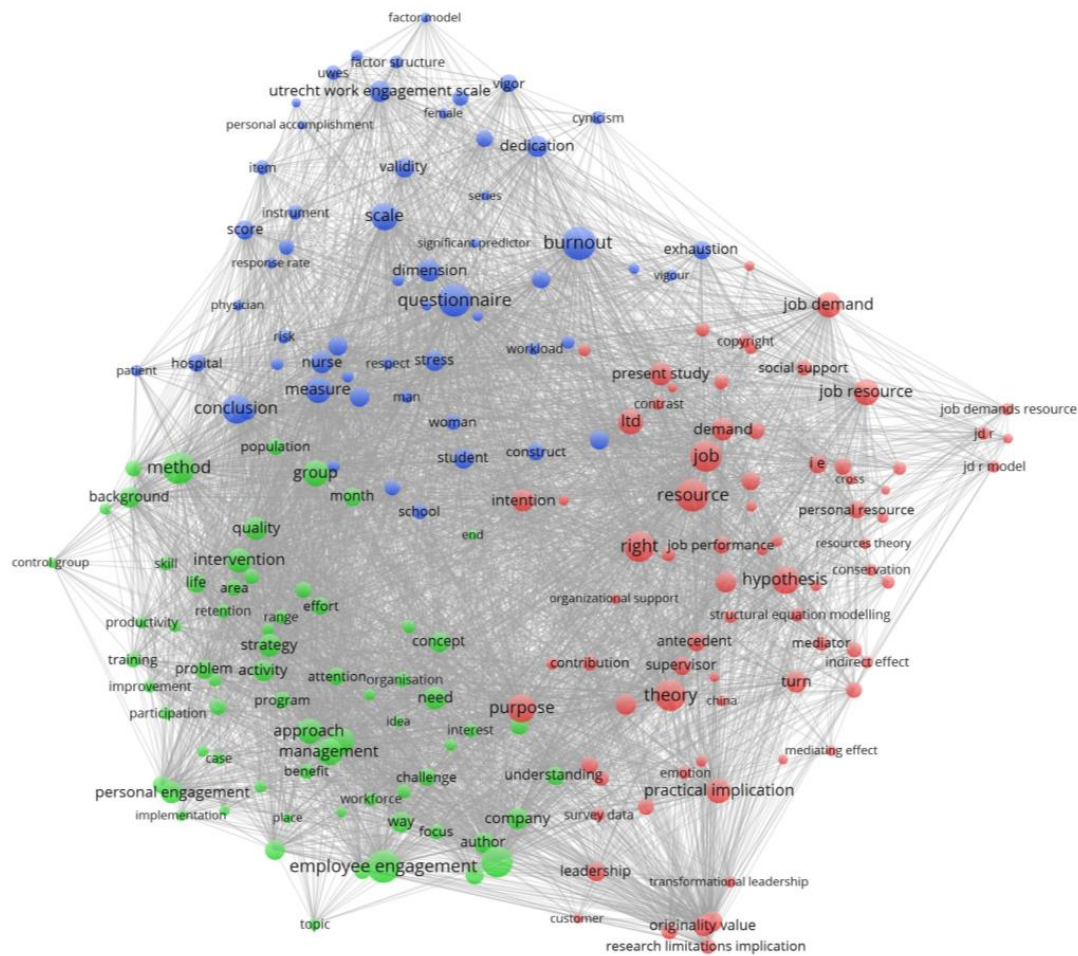 factor model
factor structure
uwes
utrecht work engagement scale
vigor
female
cynicism
personal accomplishment
dedication
item
validity
series
instrument
scale
score
significant predictor
burnout
exhaustion
response rate
dimension
vigour
questionnaire
job demand
physician
risk
copyright
workload
patient
hospital
nurse
respect
stress
present study
social support
measure
man
job resource
conclusion
contrast
job demands resource
woman
ltd
demand
jd r
population
construct
job
method
group
student
i e
jd r model
cross
background
month
intention
resource
personal resource
school
quality
end
right
job performance
resources theory
control group
skill
intervention
conservation
life
area
hypothesis
effort
organizational support
retention
structural equation modelling
productivity
range
strategy
concept
antecedent
mediator
training
problem
activity
contribution
supervisor
indirect effect
attention
organisation
turn
improvement
program
need
theory
china
participation
idea
purpose
approach
interest
management
mediating effect
case
benefit
challenge
understanding
emotion
personal engagement
workforce
practical implication
implementation
place
way
focus
company
survey data
author
employee engagement
leadership
transformational leadership
topic
customer
originality value
research limitations implication